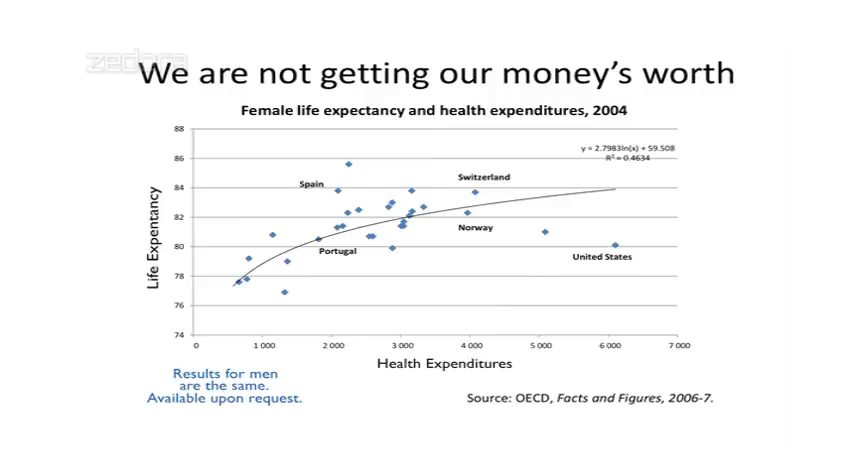 zedora
We are not getting our money's worth
Female life expectancy and health expenditures, 2004
88
y = 2.7983ln(x) + 59.508
86
R² = 0.4634
Switzerland
Spain
84
82
Norway
Portugal
80
United States
78
76
74
0 1 000 2 000 3 000 4 000 5 000 6 000 7 000
Life Expentancy
Health Expenditures
Results for men
are the same.
Available upon request.
Source: OECD, Facts and Figures, 2006-7.